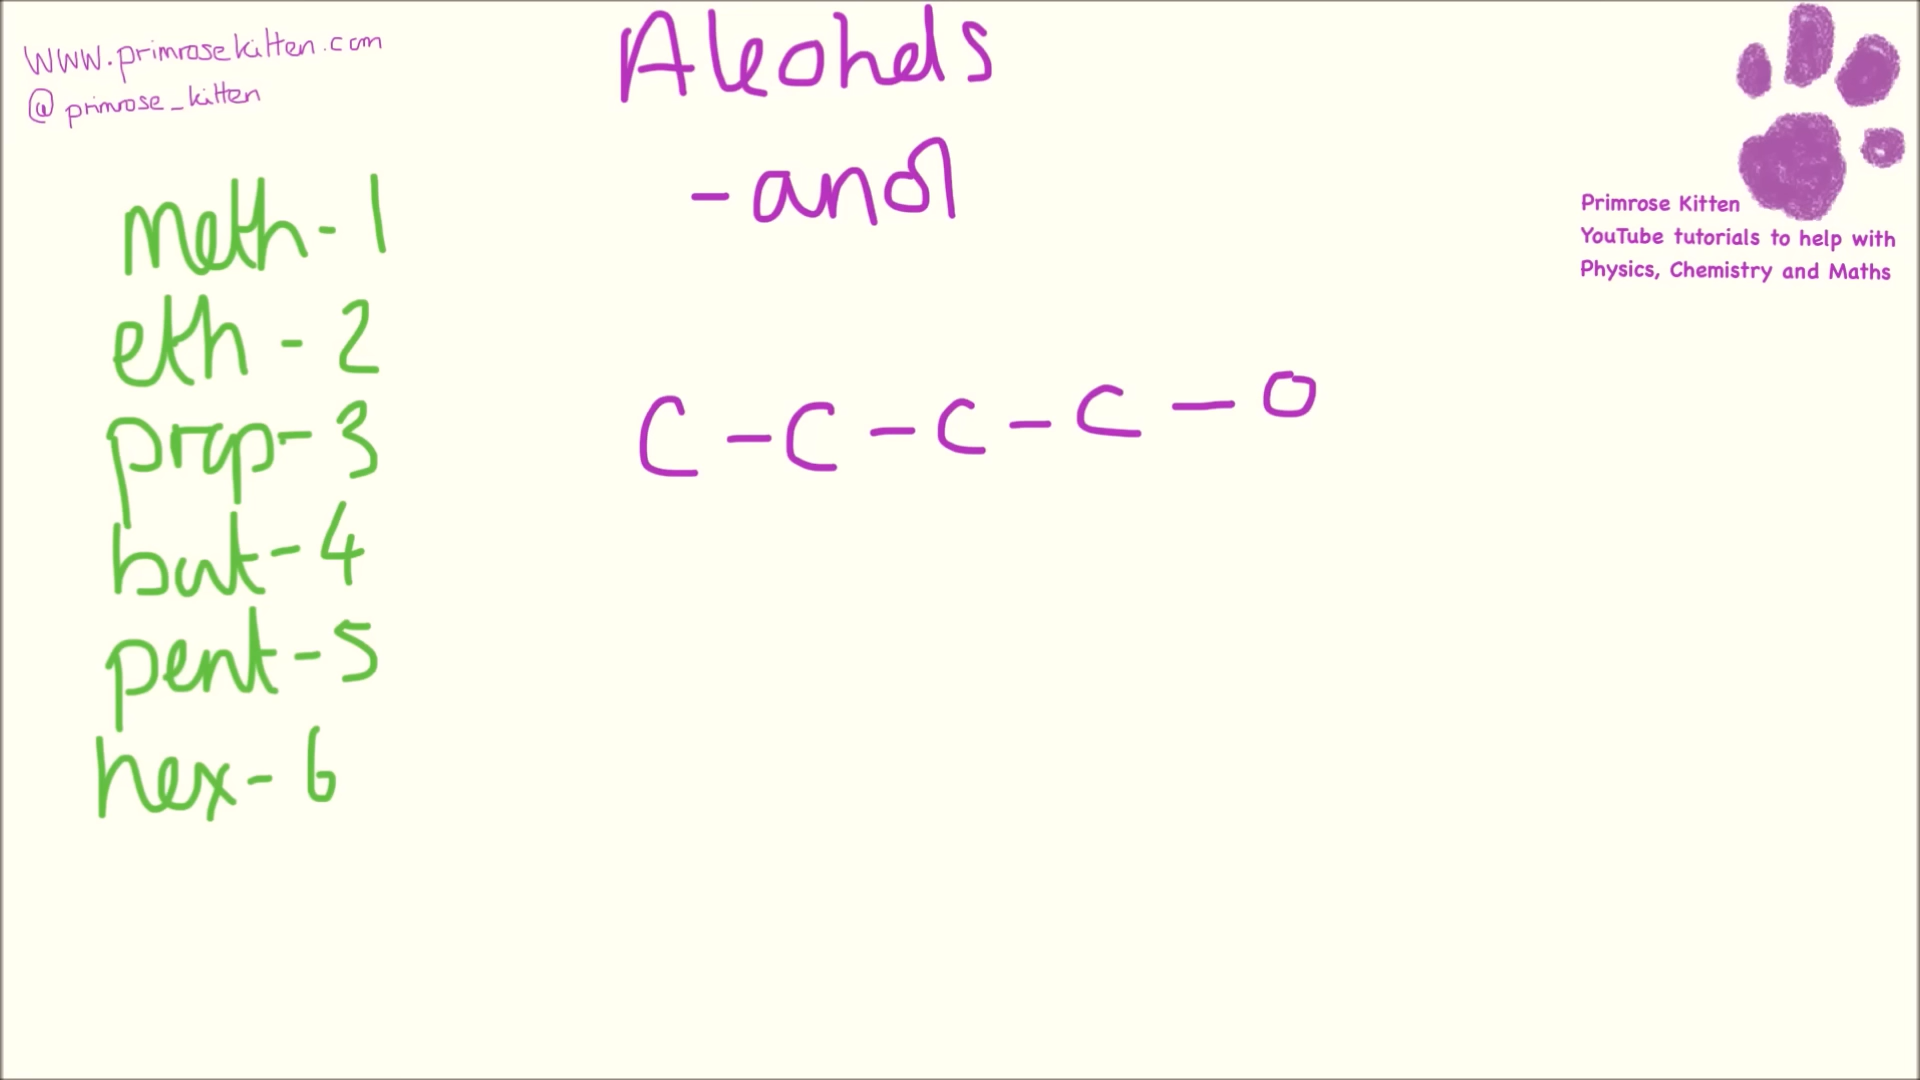 www.primrosekitten.com
@primrose_kitten
Alcohols
-anol
meth-1
eth-2
prop-3
but-4
pent-5
hex-6
C-C-C-C-O
Primrose Kitten
YouTube tutorials to help with
Physics, Chemistry and Maths